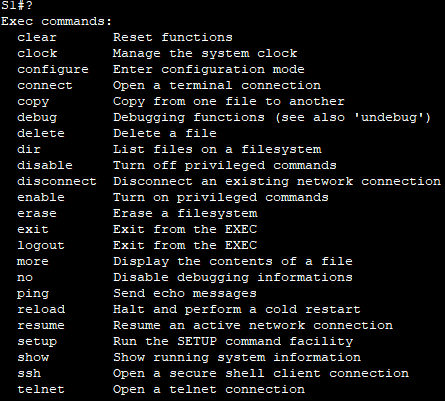 S1#?
Exec commands:
clear Reset functions
clock Manage the system clock
configure Enter configuration mode
connect Open a terminal connection
copy Copy from one file to another
debug Debugging functions (see also 'undebug')
delete Delete a file
dir List files on a filesystem
disable Turn off privileged commands
disconnect Disconnect an existing network connection
enable Turn on privileged commands
erase Erase a filesystem
exit Exit from the EXEC
logout Exit from the EXEC
more Display the contents of a file
no Disable debugging informations
ping Send echo messages
reload Halt and perform a cold restart
resume Resume an active network connection
setup Run the SETUP command facility
show Show running system information
ssh Open a secure shell client connection
telnet Open a telnet connection